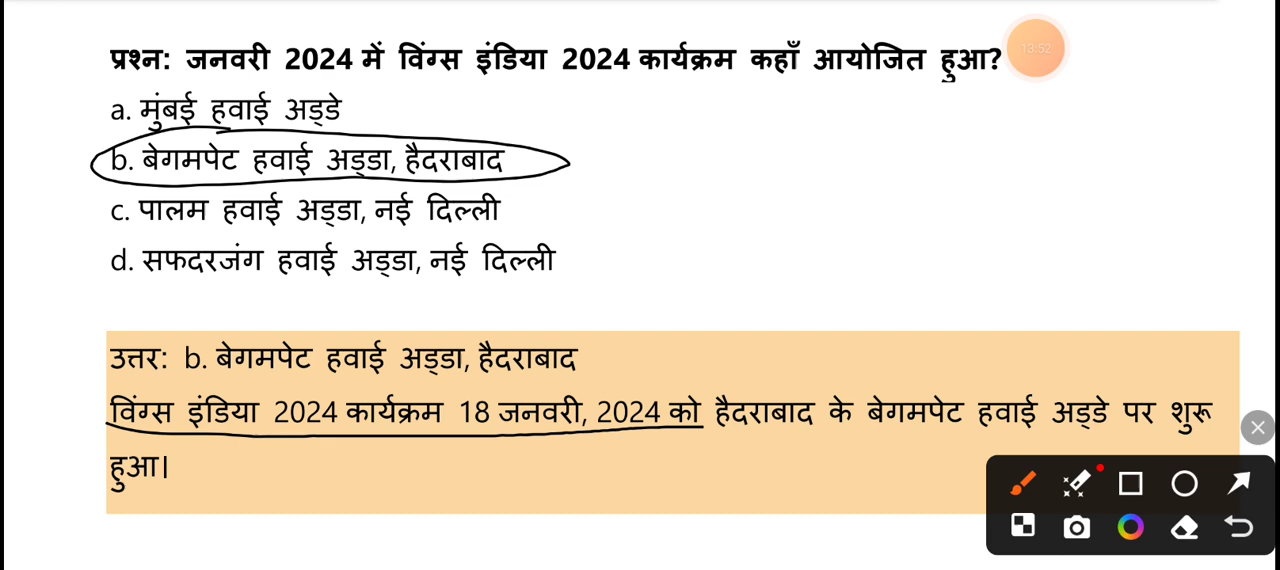 प्रश्न: जनवरी 2024 में विंग्स इंडिया 2024 कार्यक्रम कहाँ आयोजित हुआ?
13:52
a. मुंबई हवाई अड्डे
b. बेगमपेट हवाई अड्डा, हैदराबाद
c. पालम हवाई अड्डा, नई दिल्ली
d. सफदरजंग हवाई अड्डा, नई दिल्ली
उत्तर: b. बेगमपेट हवाई अड्डा, हैदराबाद
विंग्स इंडिया 2024 कार्यक्रम 18 जनवरी, 2024 को हैदराबाद के बेगमपेट हवाई अड्डे पर शुरू
हुआ।